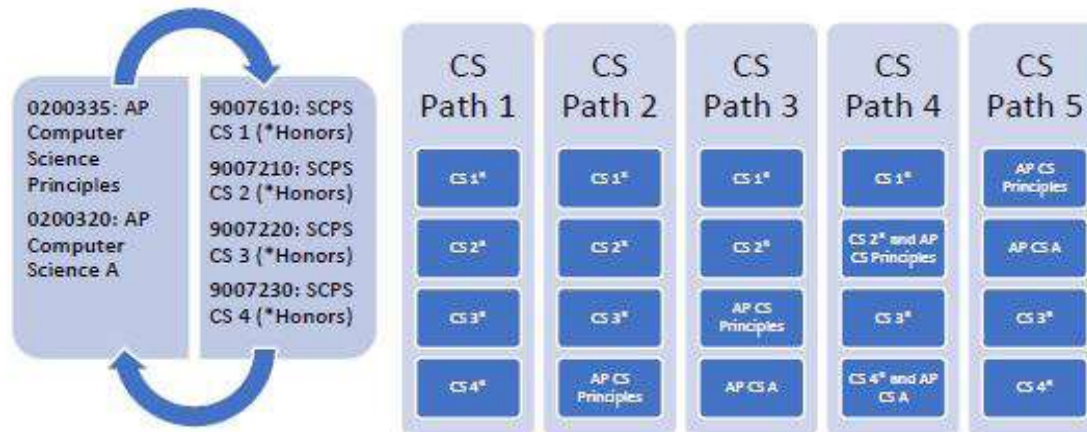 0200335: AP
Computer
Science
Principles
0200320: AP
Computer
Science A
9007610: SCPS
CS 1 (*Honors)
9007210: SCPS
CS 2 (*Honors)
9007220: SCPS
CS 3 (*Honors)
9007230: SCPS
CS 4 (*Honors)
CS
Path 1
CS 1*
CS 2*
CS 3*
CS 4*
CS
Path 2
CS 1*
CS 2*
CS 3*
AP CS
Principles
CS
Path 3
CS 1*
CS 2*
AP CS
Principles
AP CS A
CS
Path 4
CS 1*
CS 2* and AP
CS Principles
CS 3*
CS 4* and AP
CS A
CS
Path 5
AP CS
Principles
AP CS A
CS 3*
CS 4*